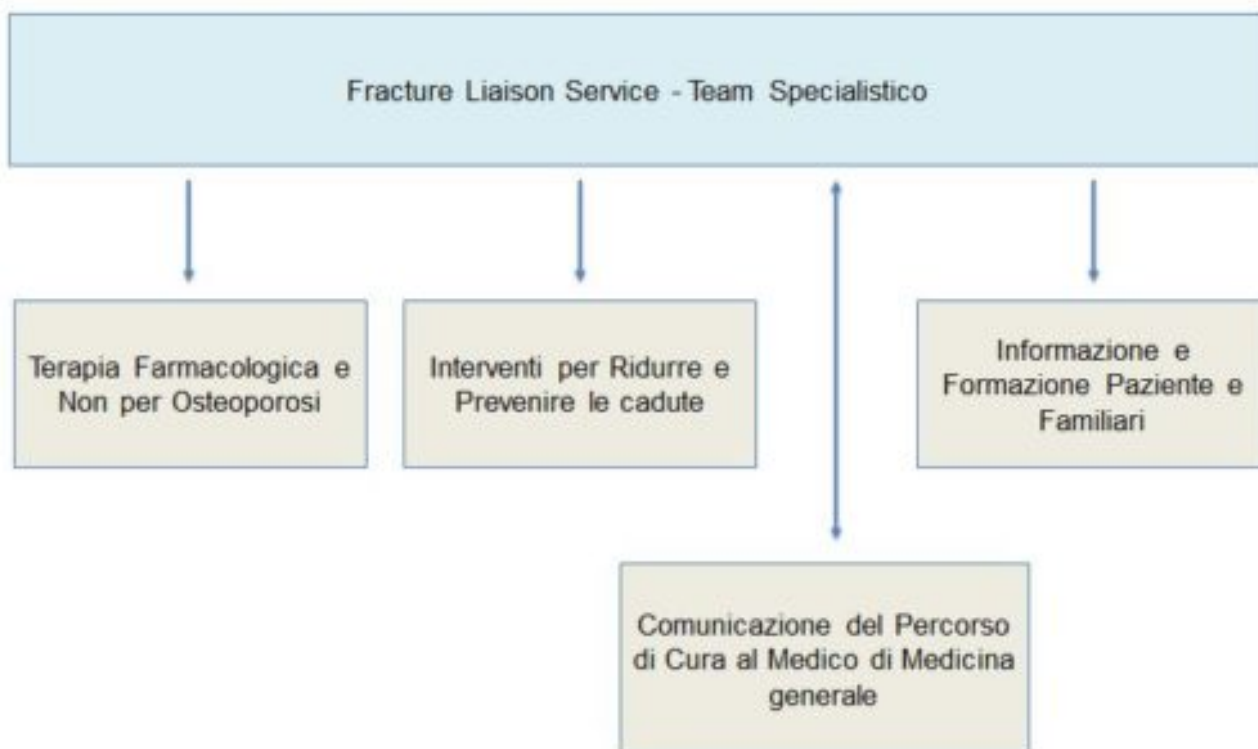 Fracture Liaison Service - Team Specialistico
Terapia Farmacologica e
Non per Osteoporosi
Interventi per Ridurre e
Prevenire le cadute
Informazione e
Formazione Paziente e
Familiari
Comunicazione del Percorso
di Cura al Medico di Medicina
generale